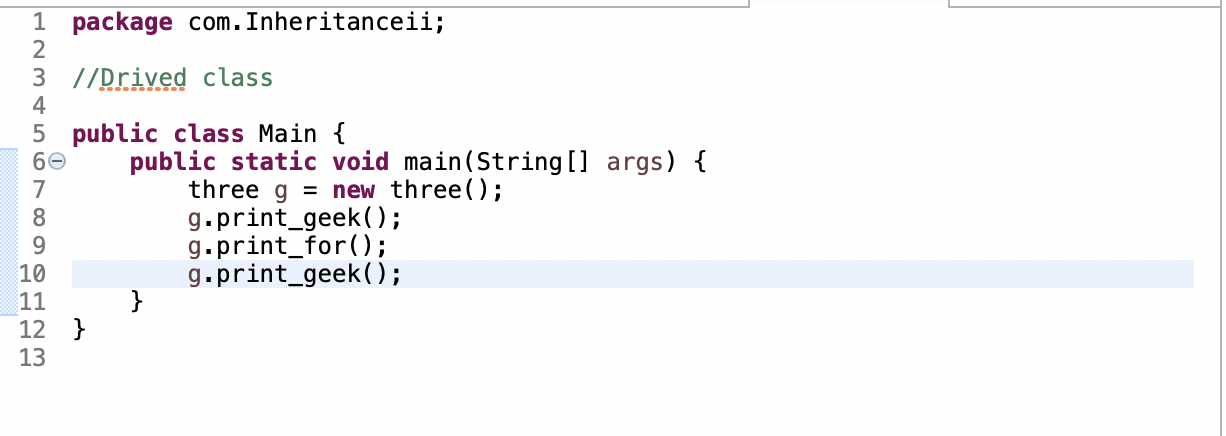 1 package com.Inheritanceii;
2
3 //Drived class
4
5 public class Main {
6 public static void main(String[] args) {
7 three g = new three();
8 g.print_geek();
9 g.print_for();
10 g.print_geek();
11 }
12 }
13